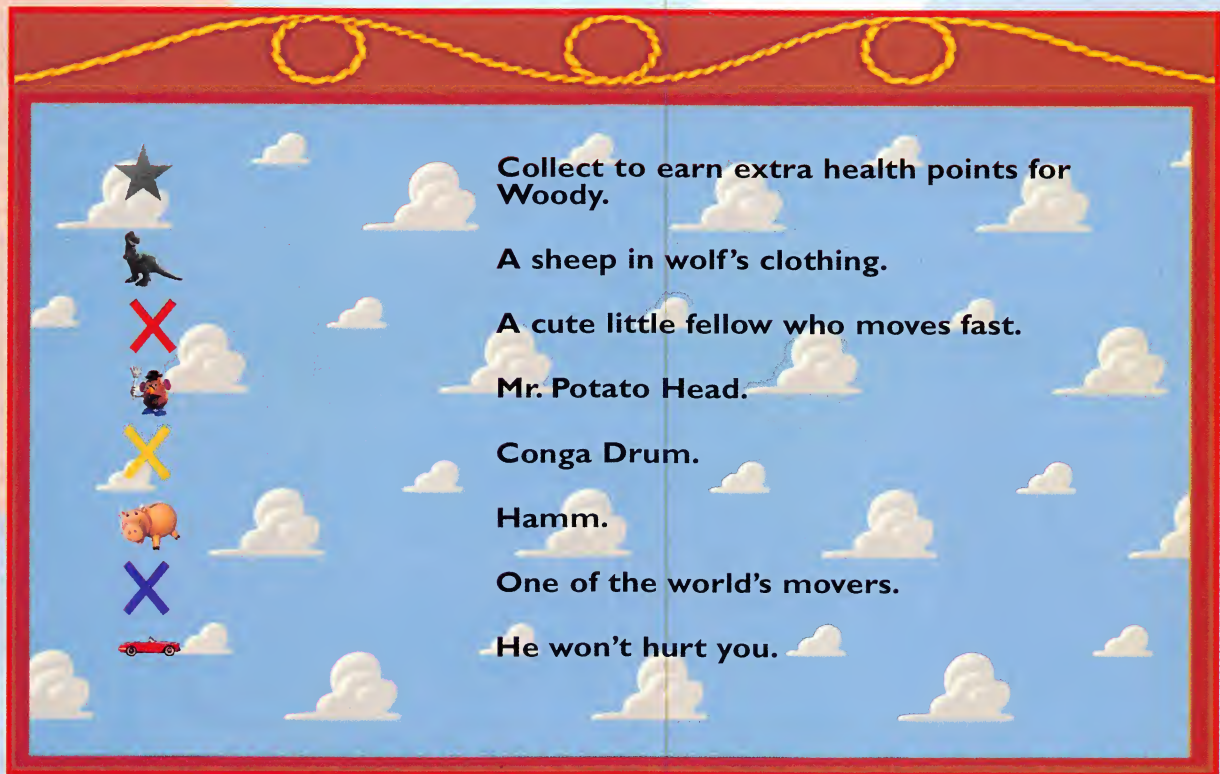 Collect to earn extra health points for
Woody.
A sheep in wolf's clothing.
A cute little fellow who moves fast.
Mr. Potato Head.
Conga Drum.
Hamm.
One of the world's movers.
He won't hurt you.